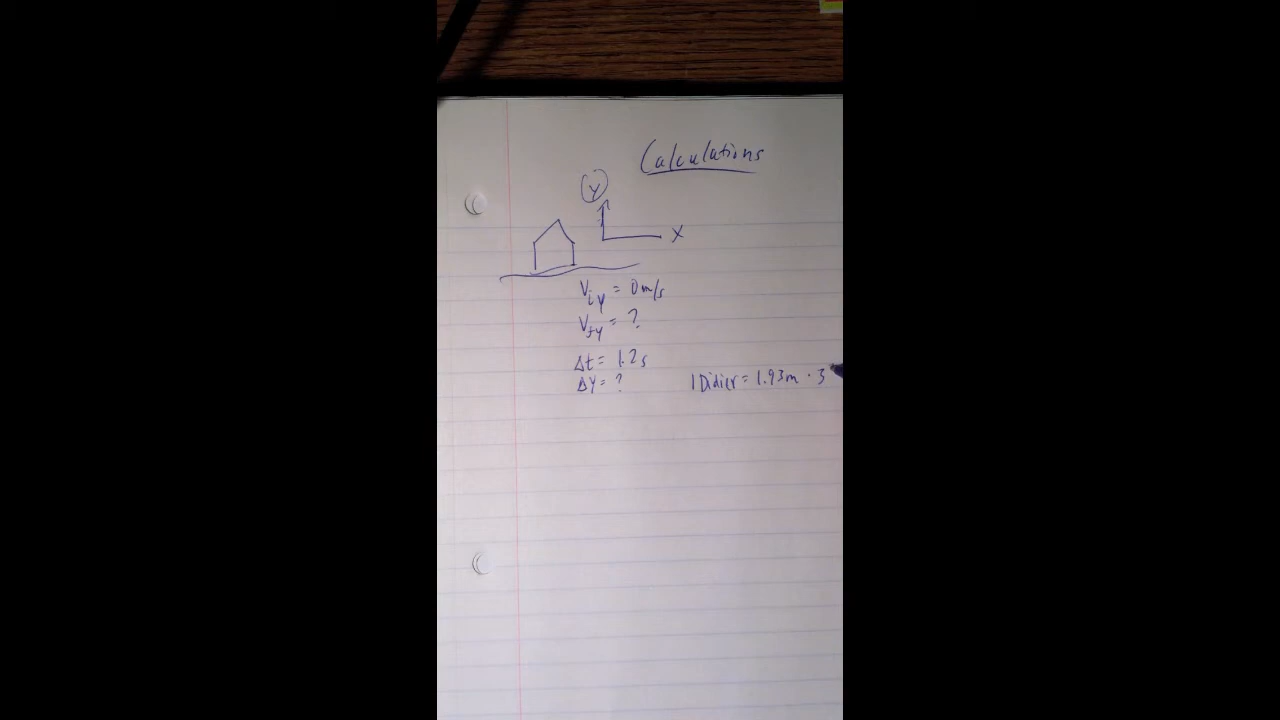 Calculations
Y
X
Viy = 0m/s
Vfy = ?
Δt = 1.2s
ΔY = ?
1 Didier = 1.93m · 3